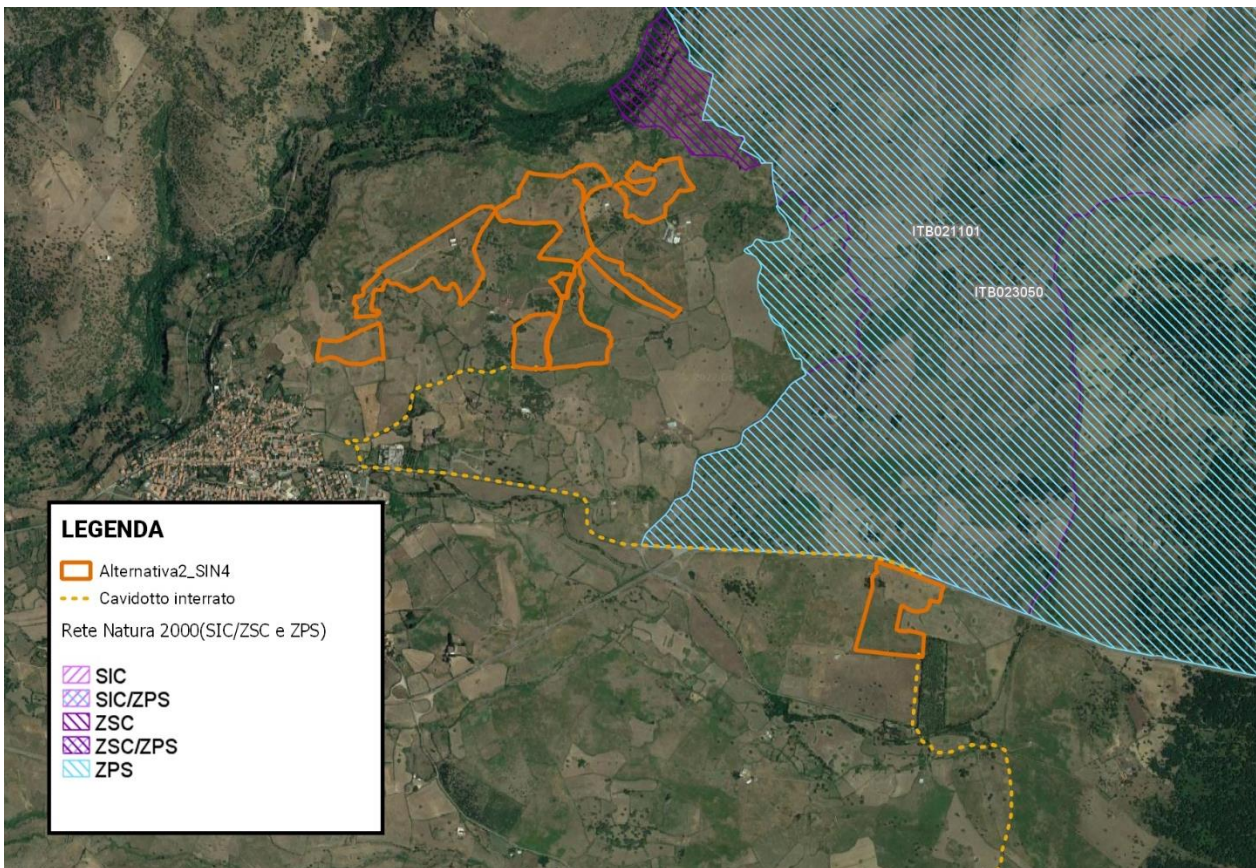 ITB021101
ITB023050
LEGENDA
Alternativa2_SIN4
Cavidotto interrato
Rete Natura 2000(SIC/ZSC e ZPS)
SIC
SIC/ZPS
ZSC
ZSC/ZPS
ZPS